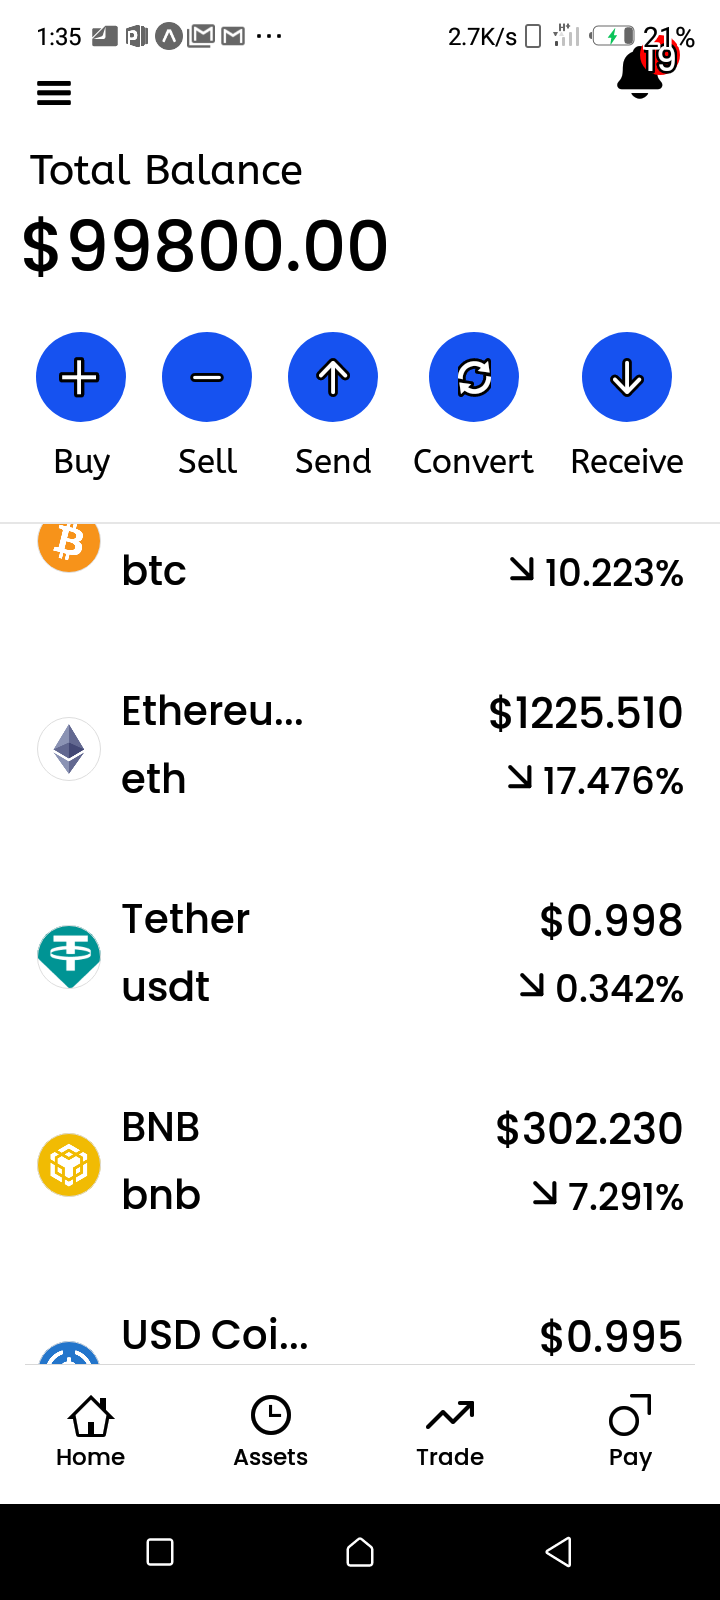 1:35 2.7K/s H+ 21%
19
Total Balance
$99800.00
Buy Sell Send Convert Receive
btc 10.223%
Ethereu... $1225.510
eth 17.476%
Tether $0.998
usdt 0.342%
BNB $302.230
bnb 7.291%
USD Coi... $0.995
Home Assets Trade Pay